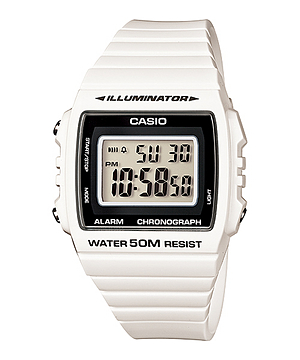 ILLUMINATOR
CASIO
START/STOP
SU 30
PM
10:58 50
MODE
LIGHT
ALARM CHRONOGRAPH
WATER 50M RESIST